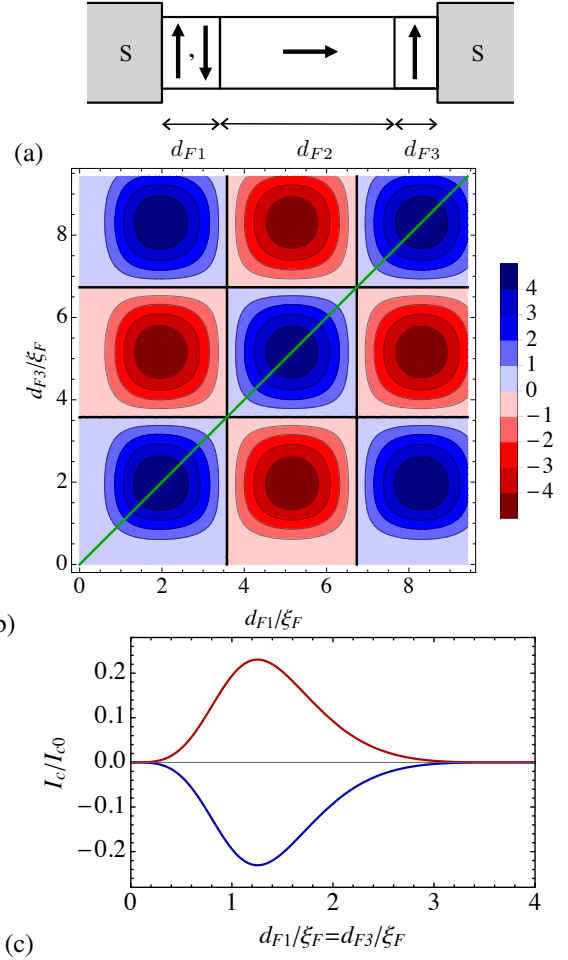 S , S
d_{F1} d_{F2} d_{F3}
(a)
8
6
4
2
0
d_{F3}/ξ_F
0 2 4 6 8
d_{F1}/ξ_F
4
3
2
1
0
−1
−2
−3
−4
b)
0.2
0.1
0.0
−0.1
−0.2
I_c/I_{c0}
0 1 2 3 4
d_{F1}/ξ_F=d_{F3}/ξ_F
(c)